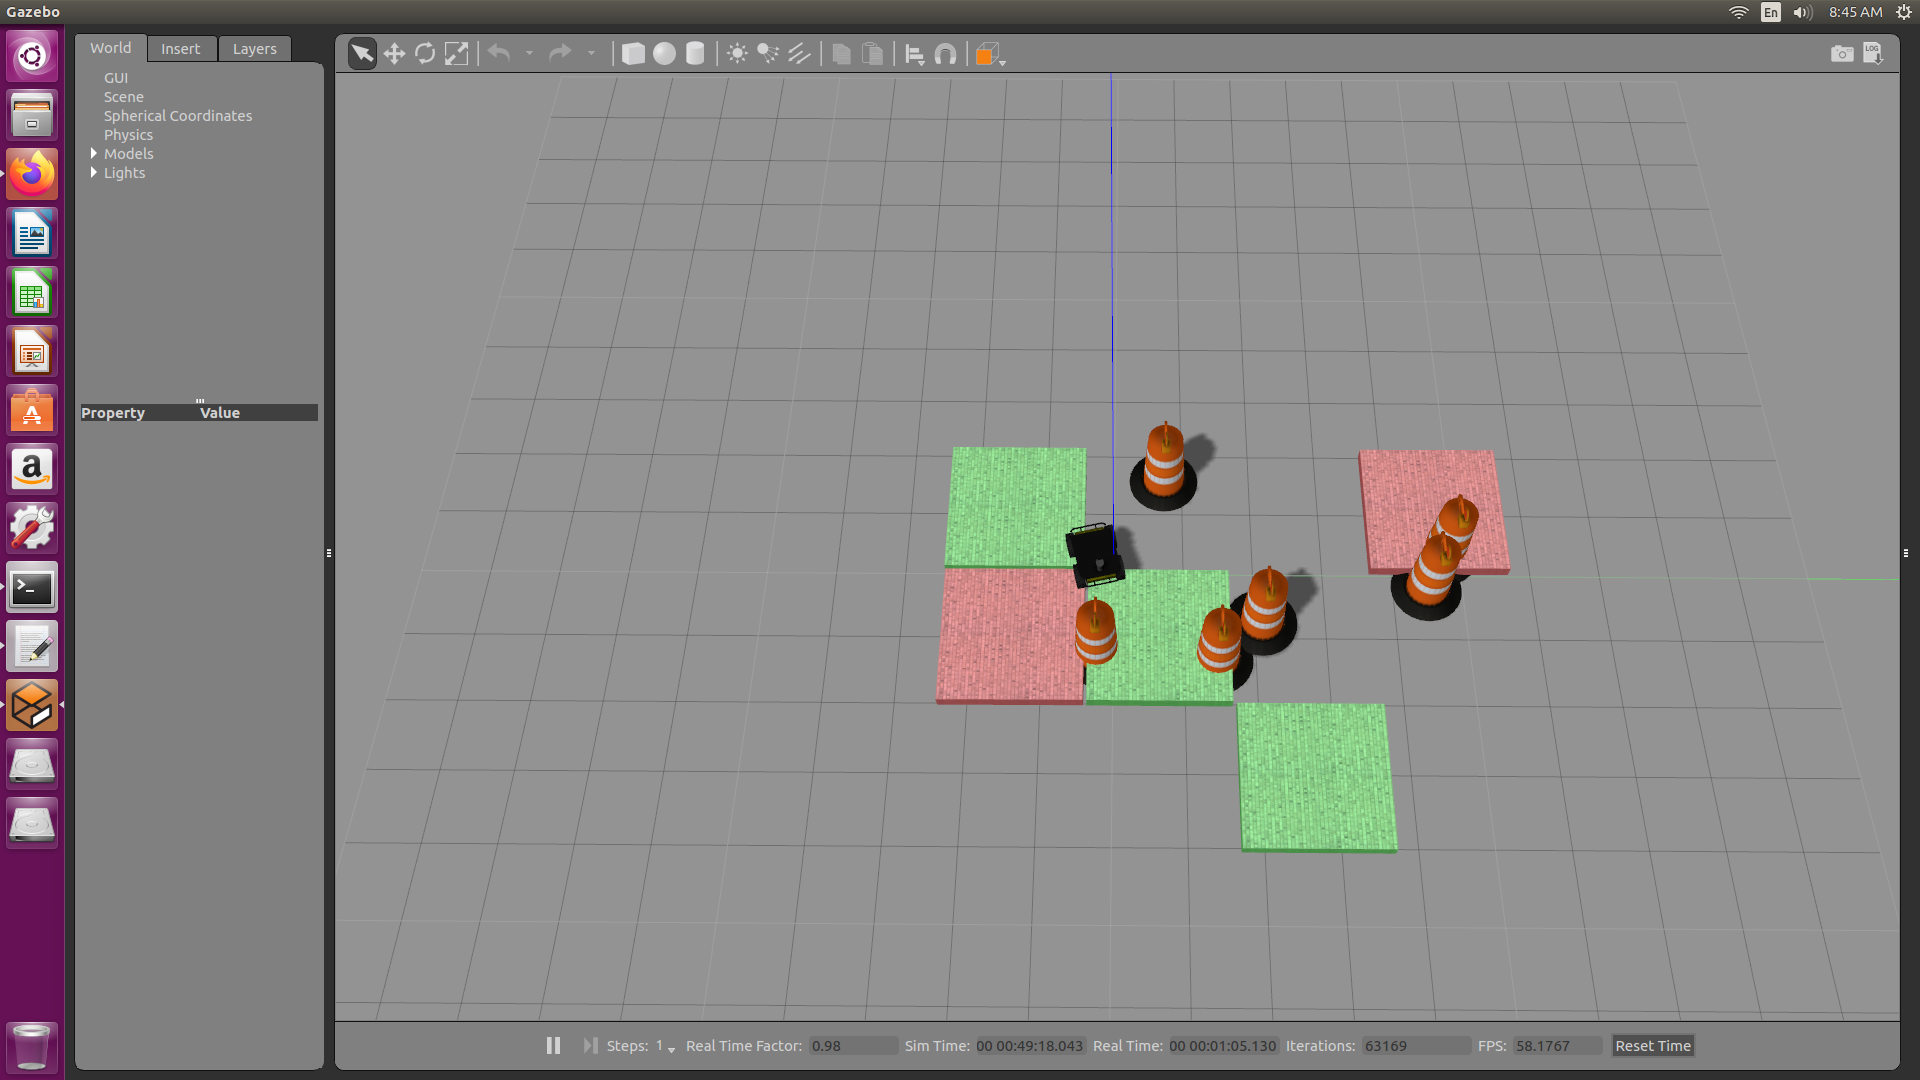 Gazebo
En
8:45 AM
World
Insert
Layers
GUI
Scene
Spherical Coordinates
Physics
Models
Lights
Property Value
LOG
Steps: 1 Real Time Factor: 0.98 Sim Time: 00 00:49:18.043 Real Time: 00 00:01:05.130 Iterations: 63169 FPS: 58.1767 Reset Time